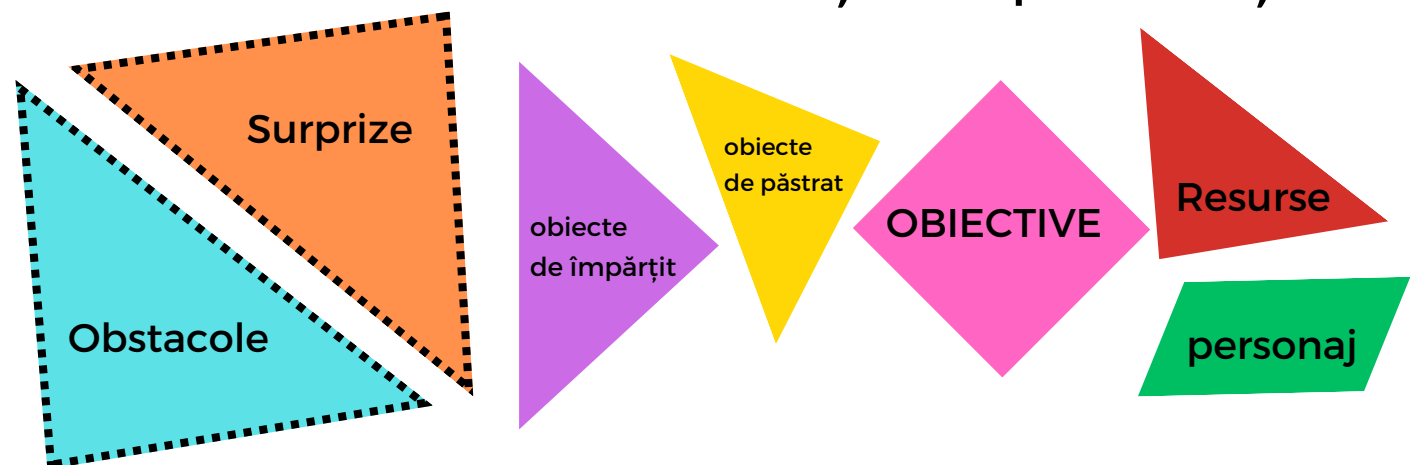 Surprize
Obstacole
obiecte
de împărțit
obiecte
de păstrat
OBIECTIVE
Resurse
personaj